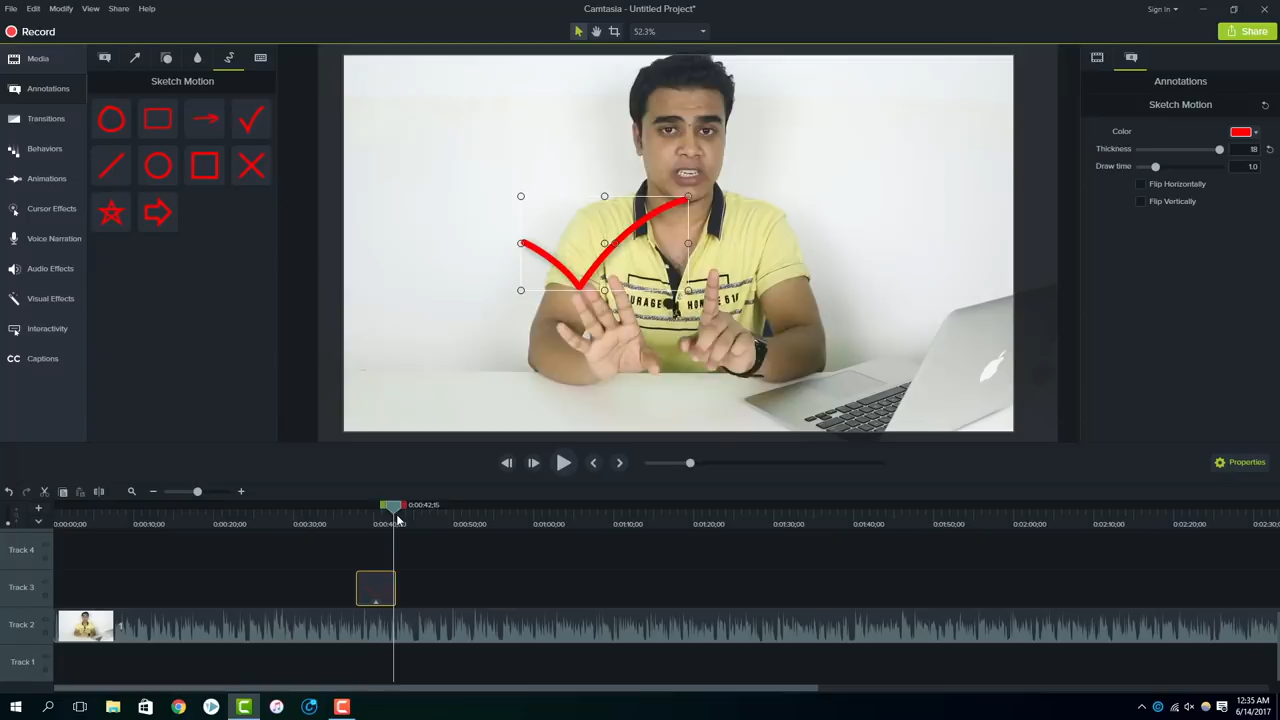 File Edit Modify View Share Help
Camtasia - Untitled Project*
Sign In
Record
52.3%
Share
Media
Annotations
Transitions
Behaviors
Animations
Cursor Effects
Voice Narration
Audio Effects
Visual Effects
Interactivity
CC Captions
Sketch Motion
Annotations
Sketch Motion
Color
Thickness 18
Draw time 1.0
Flip Horizontally
Flip Vertically
Properties
0:00:42;15
0:00:00;00 0:00:10;00 0:00:20;00 0:00:30;00 0:00:50;00 0:01:00;00 0:01:10;00 0:01:20;00 0:01:30;00 0:01:40;00 0:01:50;00 0:02:00;00 0:02:10;00 0:02:20;00
Track 4
Track 3
Track 2
1
Track 1
12:35 AM
6/14/2017